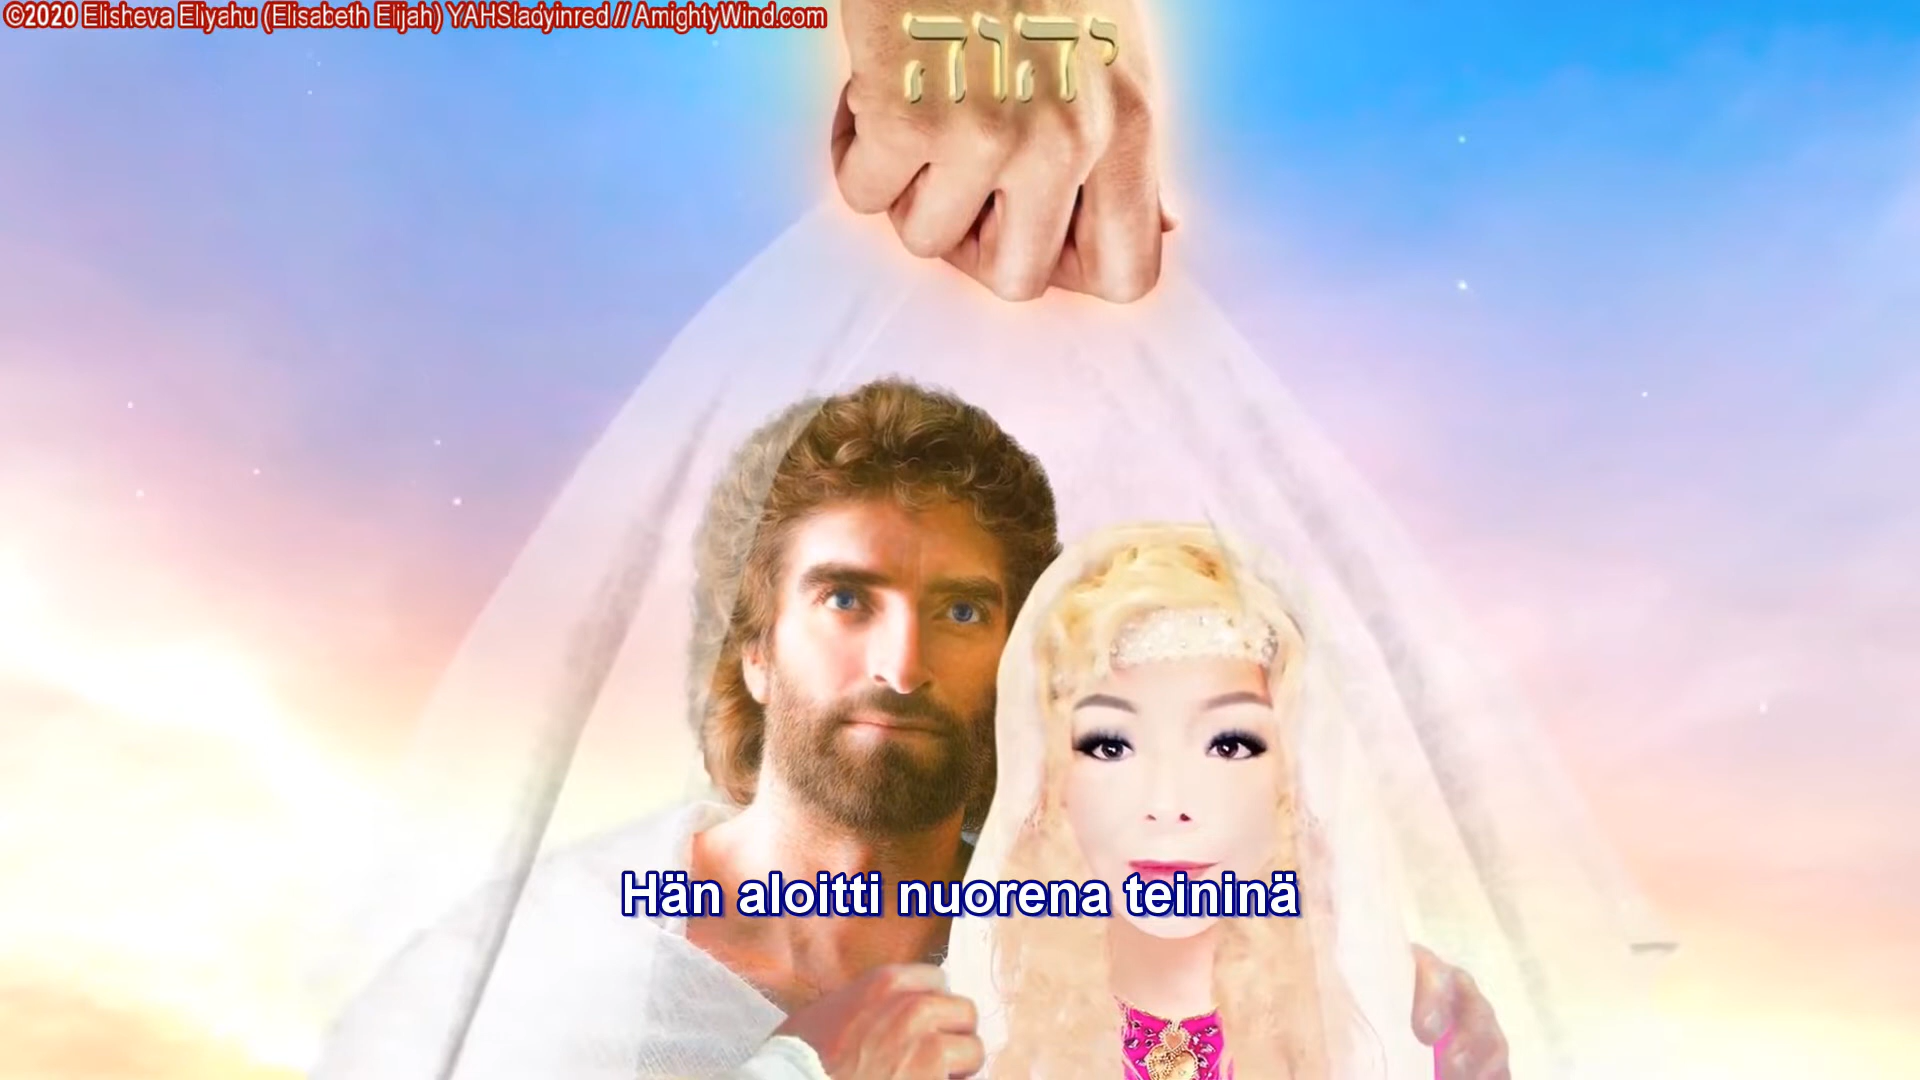 ©2020 Elisheva Eliyahu (Elisabeth Elijah) YAHSladyinred // AmightyWind.com
יהוה
Hän aloitti nuorena teininä